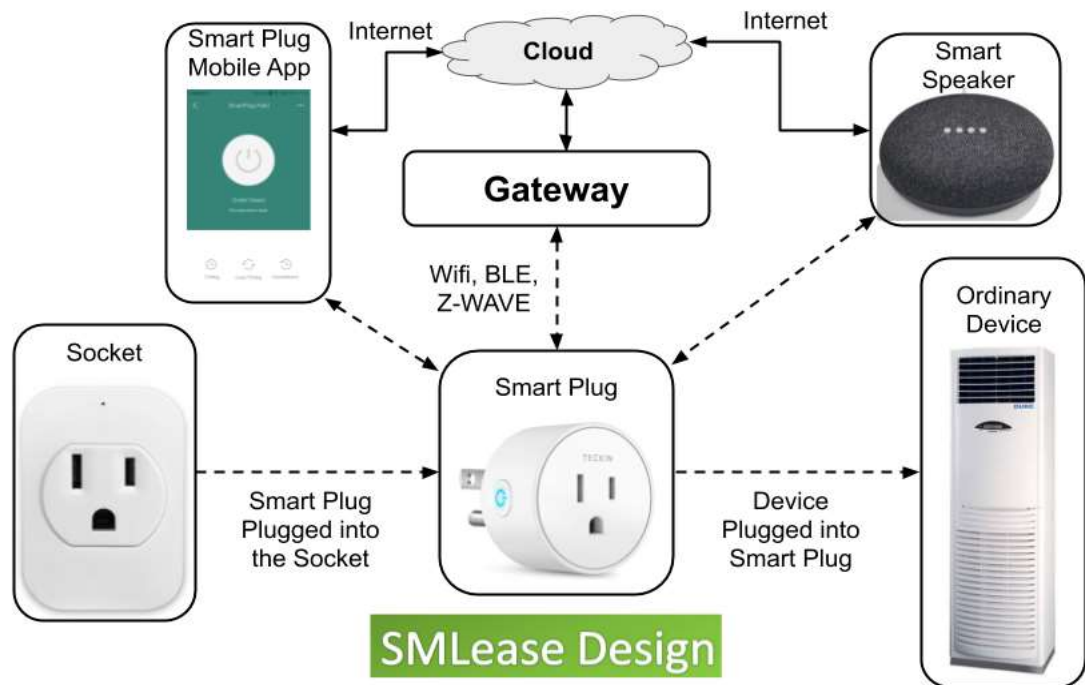 Smart Plug
Mobile App
Internet
Cloud
Internet
Smart
Speaker
Gateway
Wifi, BLE,
Z-WAVE
Ordinary
Device
Socket
Smart Plug
TECKIN
Smart Plug
Plugged into
the Socket
Device
Plugged into
Smart Plug
SMLease Design